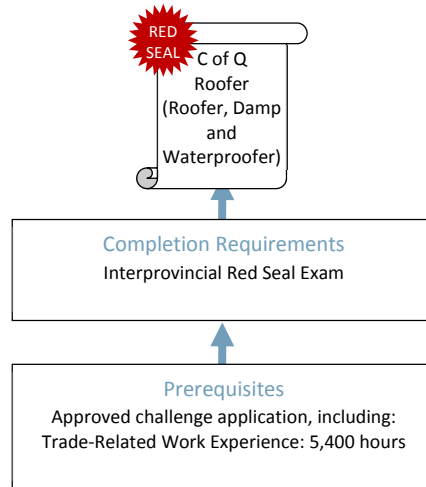 RED
SEAL
C of Q
Roofer
(Roofer, Damp
and
Waterproofer)
Completion Requirements
Interprovincial Red Seal Exam
Prerequisites
Approved challenge application, including:
Trade-Related Work Experience: 5,400 hours